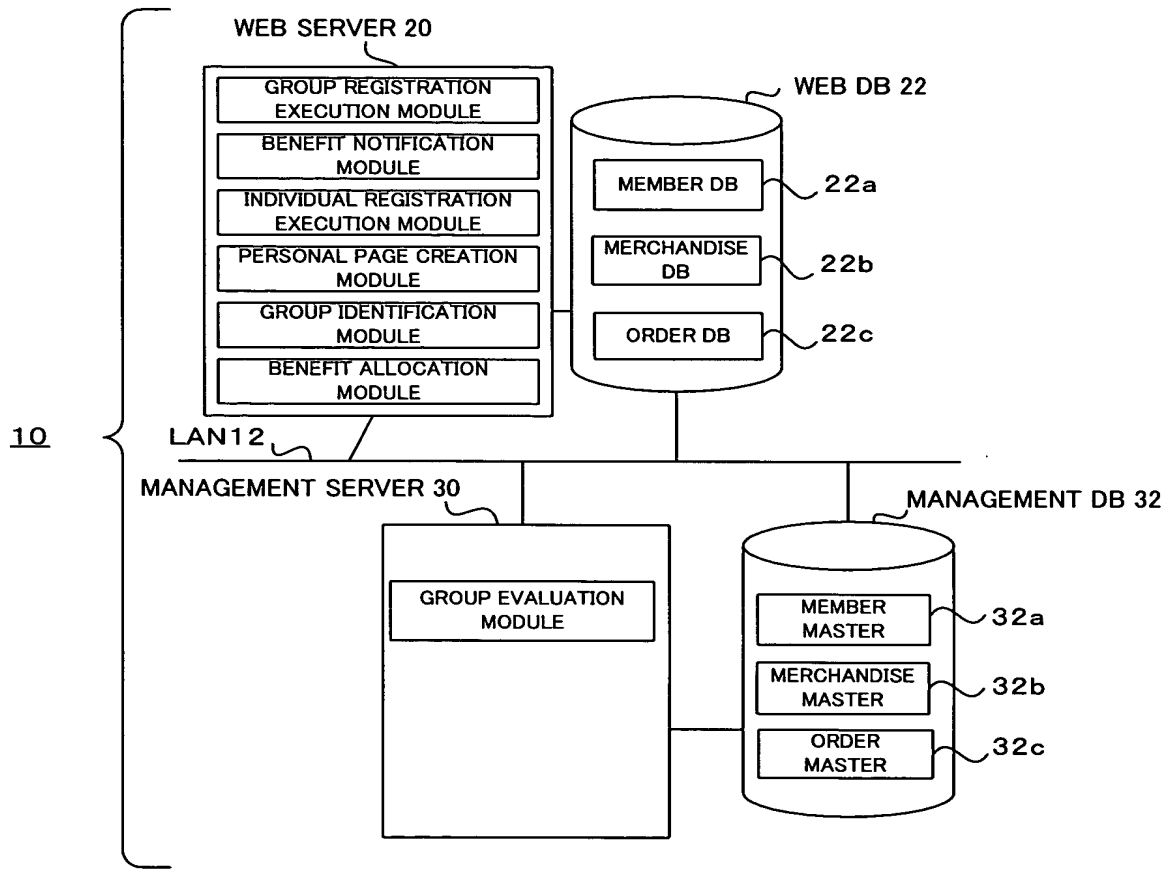 WEB SERVER 20
GROUP REGISTRATION
EXECUTION MODULE
BENEFIT NOTIFICATION
MODULE
INDIVIDUAL REGISTRATION
EXECUTION MODULE
PERSONAL PAGE CREATION
MODULE
GROUP IDENTIFICATION
MODULE
BENEFIT ALLOCATION
MODULE
WEB DB 22
MEMBER DB
22a
MERCHANDISE
DB
22b
ORDER DB
22c
10
LAN12
MANAGEMENT SERVER 30
GROUP EVALUATION
MODULE
MANAGEMENT DB 32
MEMBER
MASTER
32a
MERCHANDISE
MASTER
32b
ORDER
MASTER
32c